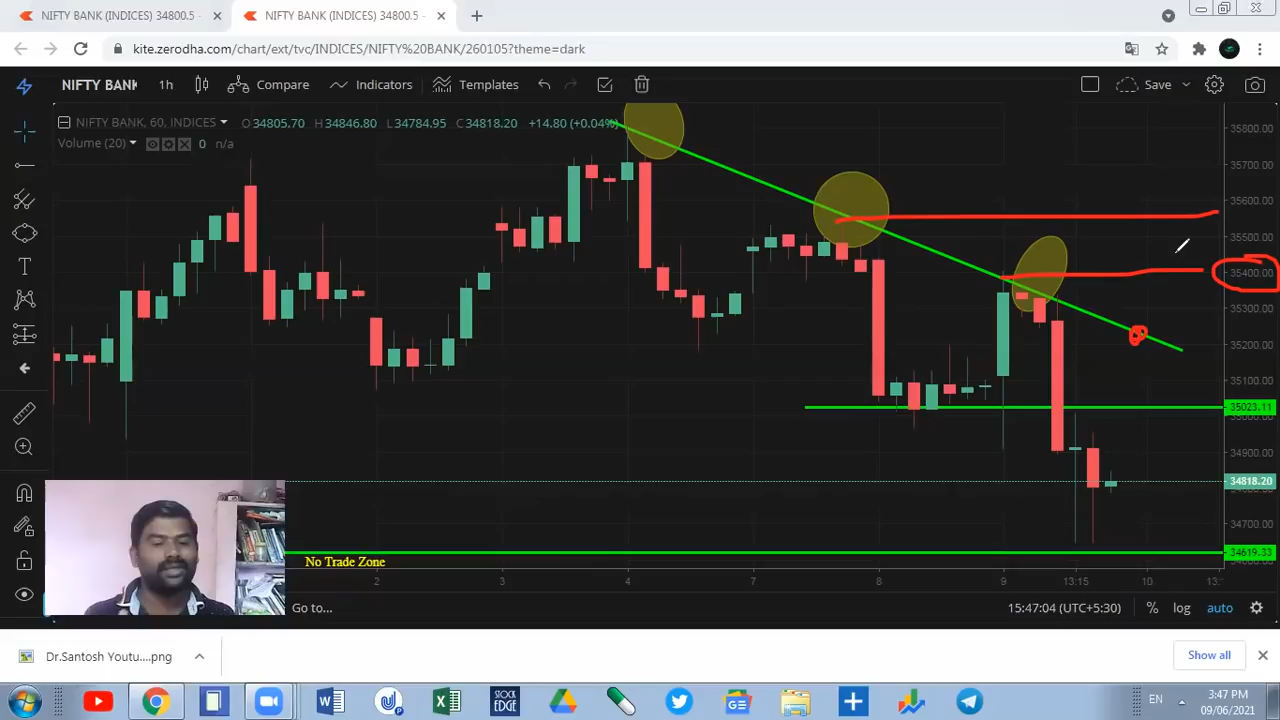 NIFTY BANK (INDICES) 34800.5 -
NIFTY BANK (INDICES) 34800.5 -
kite.zerodha.com/chart/ext/tvc/INDICES/NIFTY%20BANK/260105?theme=dark
NIFTY BANK 1h Compare Indicators Templates Save
NIFTY BANK, 60, INDICES O34805.70 H34846.80 L34784.95 C34818.20 +14.80 (+0.04%)
Volume (20) 0 n/a
35800.00
35700.00
35600.00
35500.00
35400.00
35300.00
35200.00
35100.00
35023.11
34900.00
34818.20
34700.00
34619.33
No Trade Zone
2 3 4 7 8 9 13:15 10
Go to... 15:47:04 (UTC+5:30) % log auto
Dr.Santosh Youtu....png Show all
STOCK EDGE
EN 3:47 PM
09/06/2021